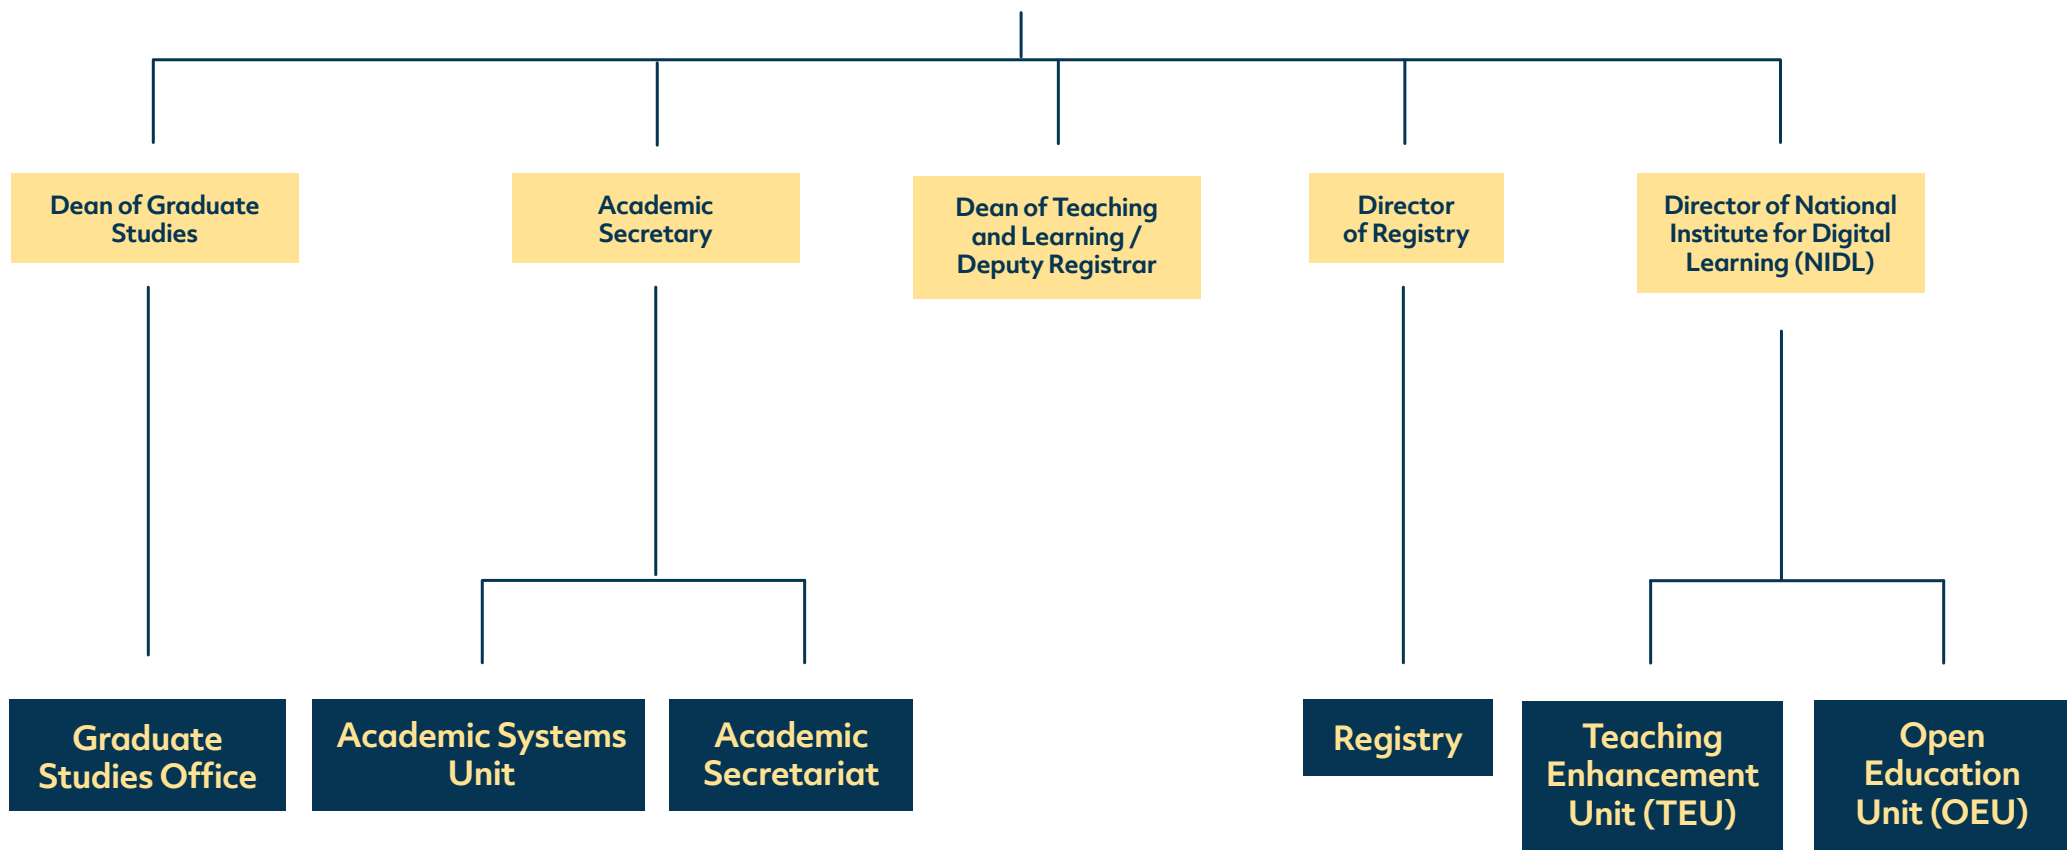 Dean of Graduate
Studies
Academic
Secretary
Dean of Teaching
and Learning /
Deputy Registrar
Director
of Registry
Director of National
Institute for Digital
Learning (NIDL)
Graduate
Studies Office
Academic Systems
Unit
Academic
Secretariat
Registry
Teaching
Enhancement
Unit (TEU)
Open
Education
Unit (OEU)